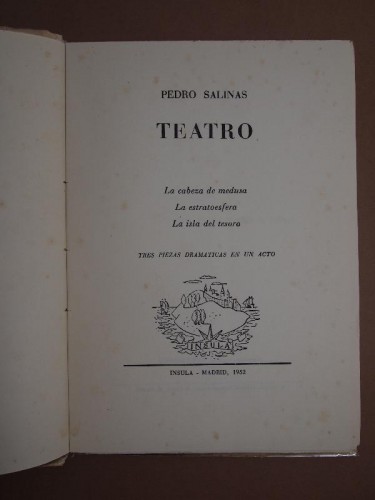 PEDRO SALINAS
TEATRO
La cabeza de medusa
La estratoesfera
La isla del tesoro
TRES PIEZAS DRAMATICAS EN UN ACTO
INSULA
INSULA - MADRID, 1952